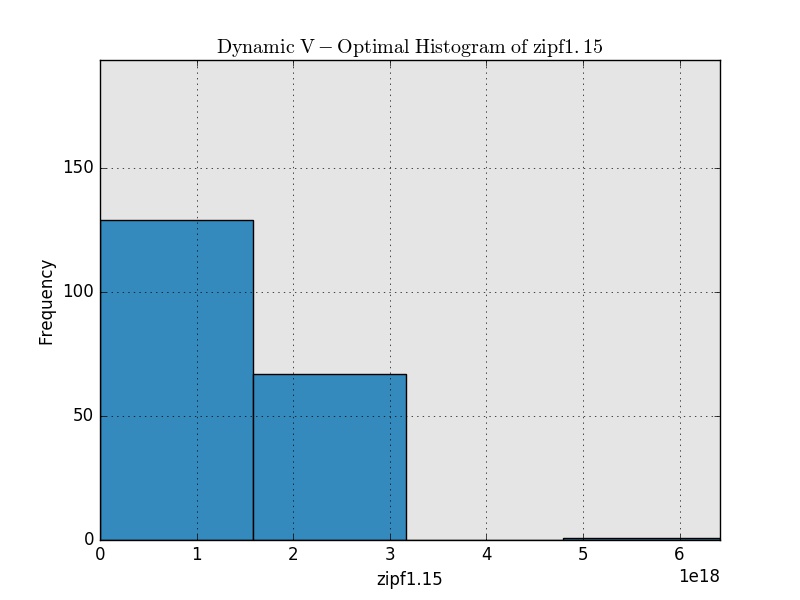 Dynamic V − Optimal Histogram of zipf1.15
150
100
50
0
Frequency
0 1 2 3 4 5 6
1e18
zipf1.15